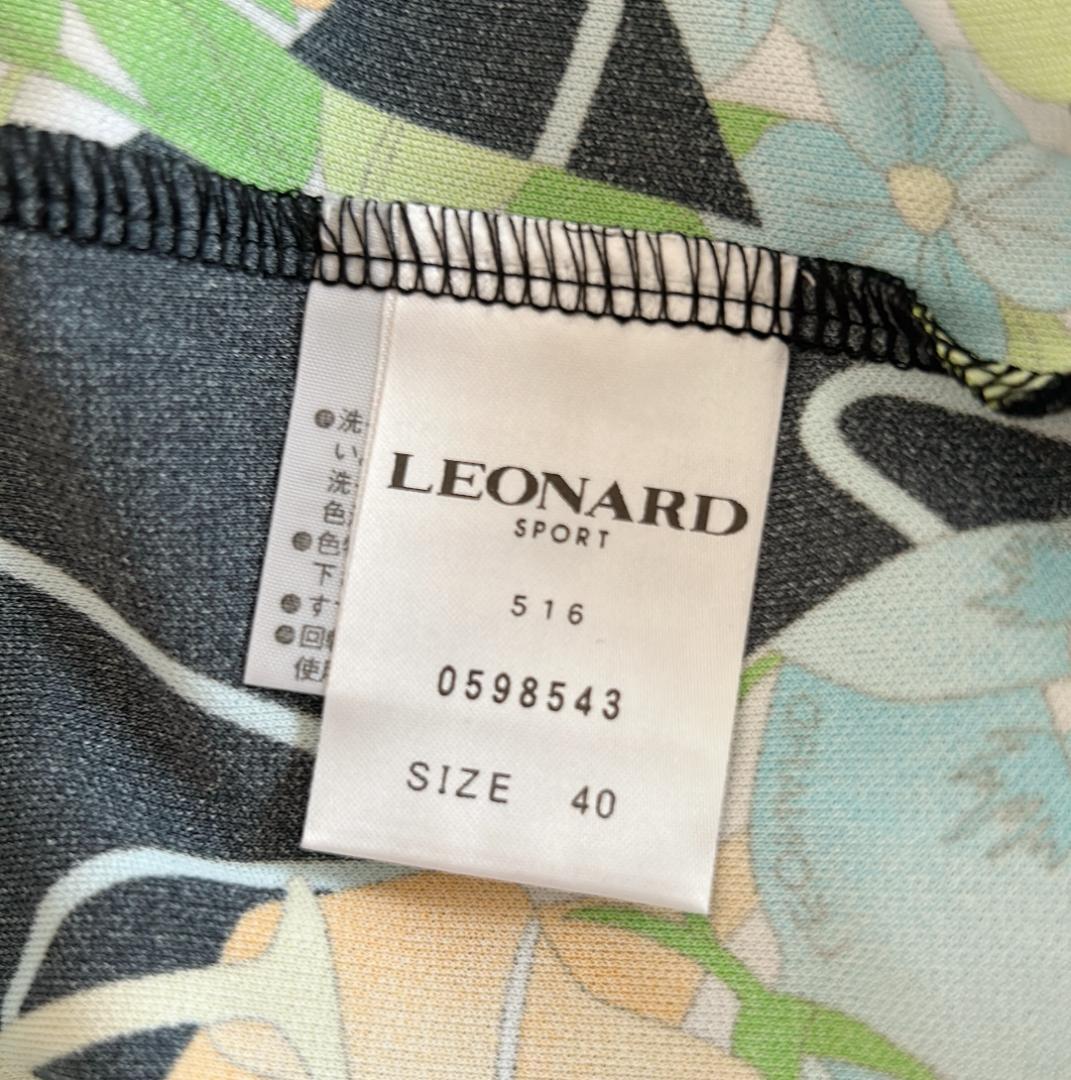 LEONARD
SPORT
516
0598543
SIZE 40
洗
い
洗
色
色
下
す
回
使